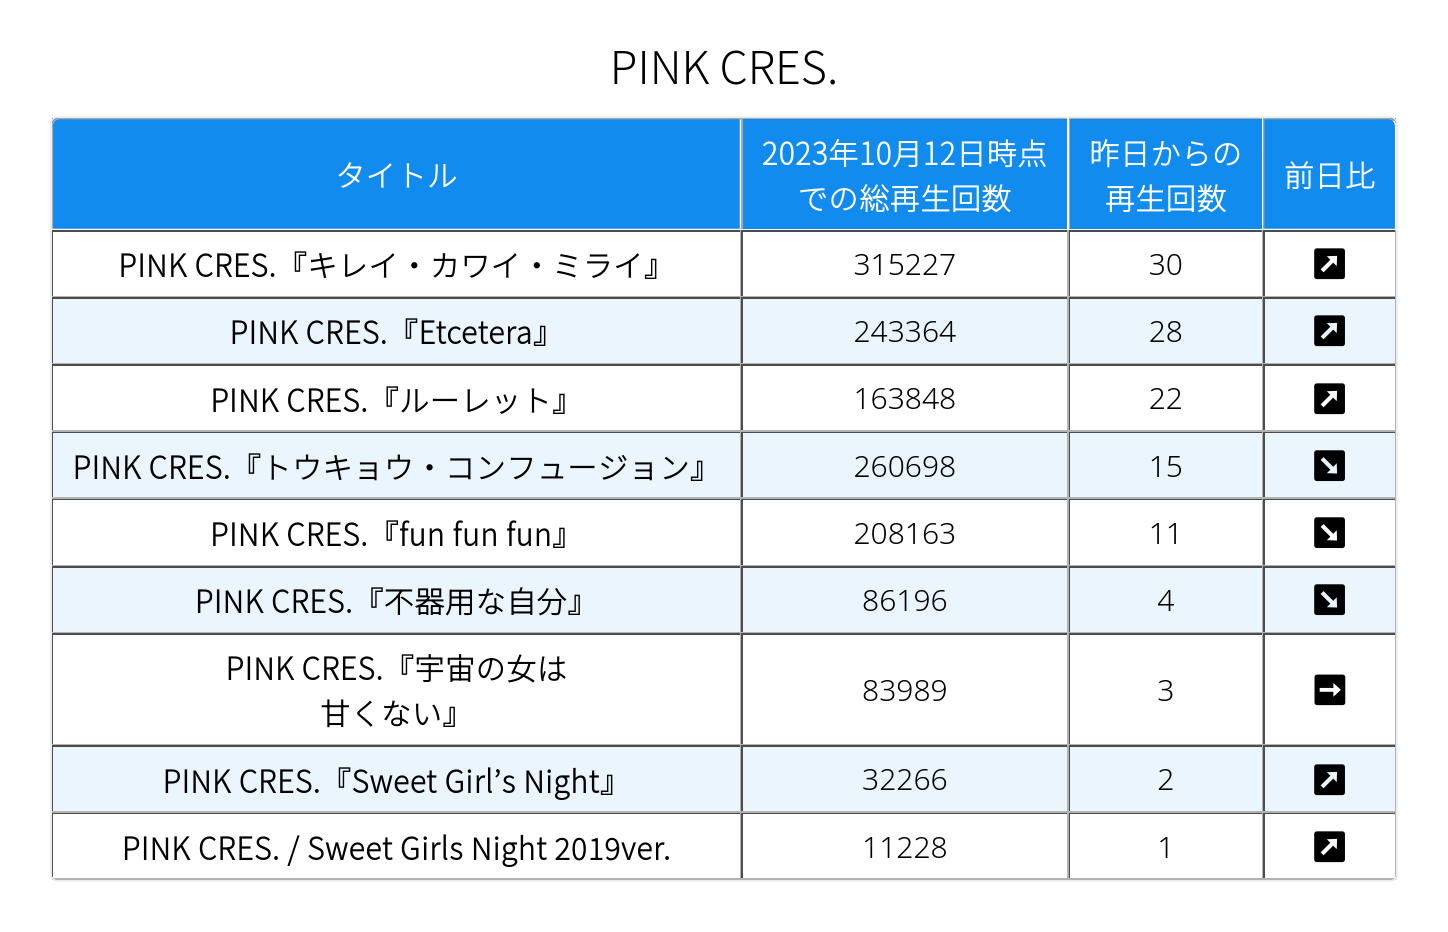 PINK CRES.
タイトル
2023年10月12日時点
での総再生回数
昨日からの
再生回数
前日比
PINK CRES.『キレイ・カワイ・ミライ』 315227 30 ↗
PINK CRES.『Etcetera』 243364 28 ↗
PINK CRES.『ルーレット』 163848 22 ↗
PINK CRES.『トウキョウ・コンフュージョン』 260698 15 ↘
PINK CRES.『fun fun fun』 208163 11 ↘
PINK CRES.『不器用な自分』 86196 4 ↘
PINK CRES.『宇宙の女は
甘くない』 83989 3 →
PINK CRES.『Sweet Girl’s Night』 32266 2 ↗
PINK CRES. / Sweet Girls Night 2019ver. 11228 1 ↗